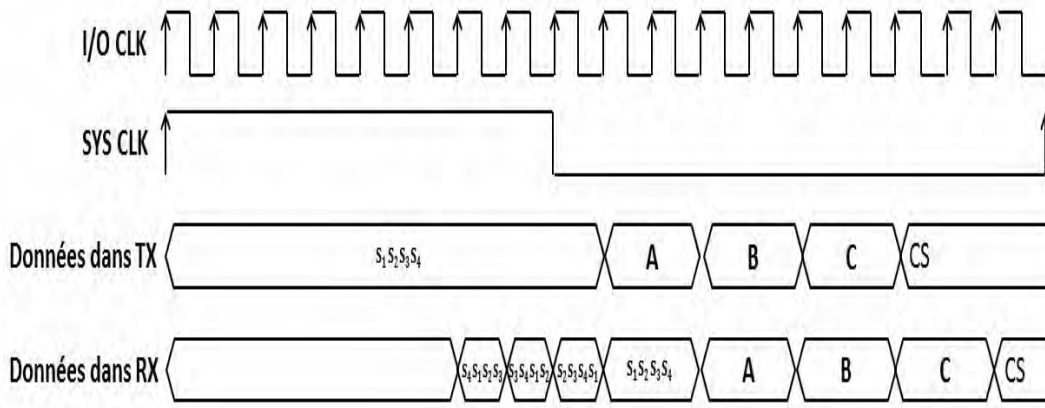 I/O CLK
SYS CLK
Données dans TX s₁s₂s₃s₄ A B C CS
Données dans RX s₄s₁s₂s₃ s₃s₄s₁s₂ s₂s₃s₄s₁ s₁s₂s₃s₄ A B C CS